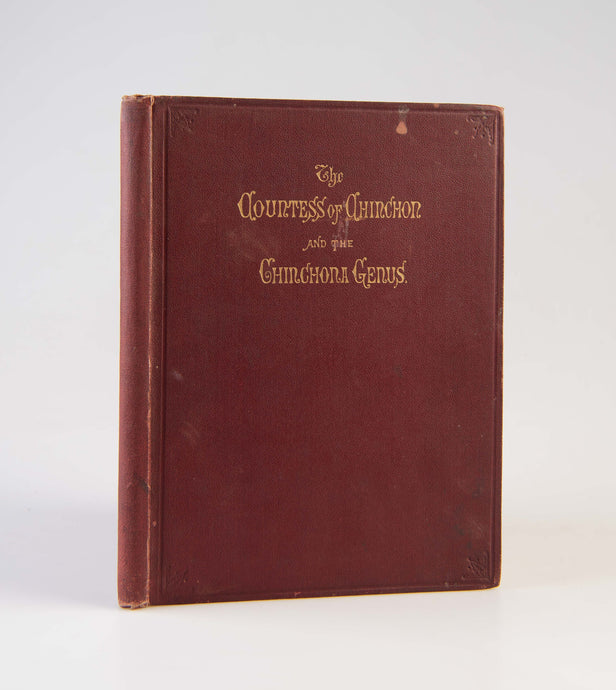 The
COUNTESS OF CHINCHON
AND THE
CHINCHONA GENUS.